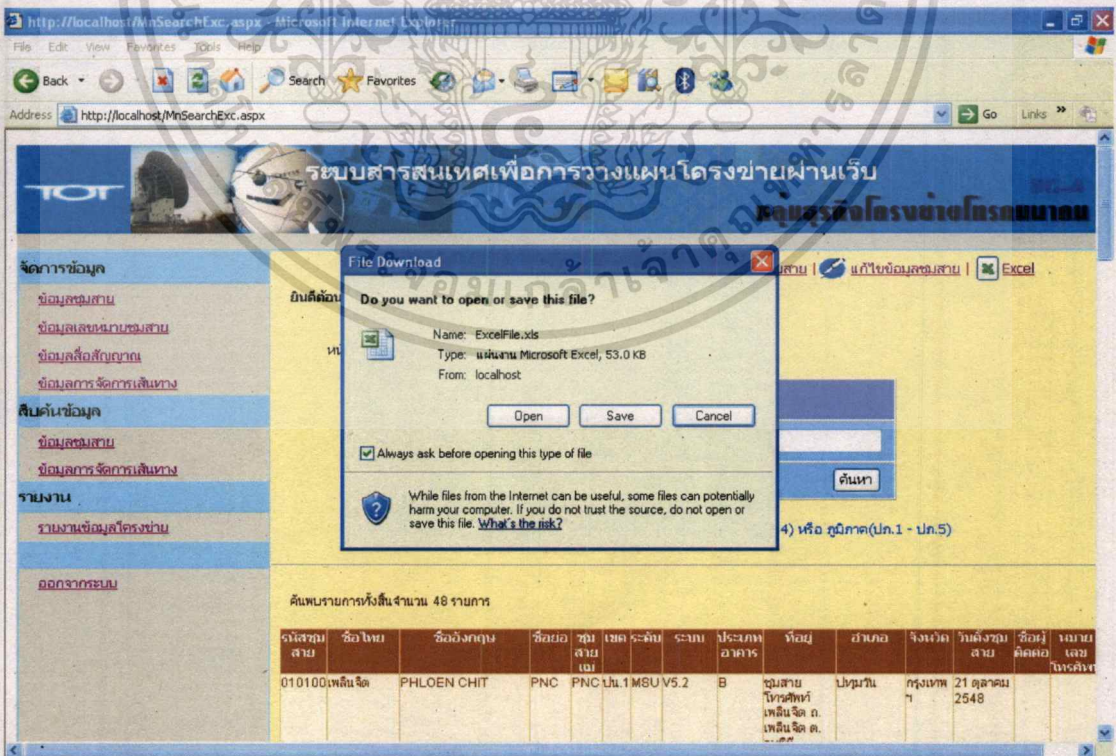 http://localhost/MnSearchExc.aspx - Microsoft Internet Explorer
File Edit View Favorites Tools Help
Back Search Favorites
Address http://localhost/MnSearchExc.aspx Go Links »
TOT
ระบบสารสนเทศเพื่อการวางแผนโครงข่ายผ่านเว็บ
กลุ่มธุรกิจโครงข่ายโทรคมนาคม
จัดการข้อมูล
ข้อมูลชุมสาย
ข้อมูลเลขหมายชุมสาย
ข้อมูลสื่อสัญญาณ
ข้อมูลการจัดการเส้นทาง
สืบค้นข้อมูล
ข้อมูลชุมสาย
ข้อมูลการจัดการเส้นทาง
รายงาน
รายงานข้อมูลโครงข่าย
ออกจากระบบ
แก้ไขข้อมูลชุมสาย | Excel
File Download
Do you want to open or save this file?
Name: ExcelFile.xls
Type: แผ่นงาน Microsoft Excel, 53.0 KB
From: localhost
Open Save Cancel
Always ask before opening this type of file
While files from the Internet can be useful, some files can potentially
harm your computer. If you do not trust the source, do not open or
save this file. What's the risk?
ค้นหา
4) หรือ ภูมิภาค(ปภ.1 - ปภ.5)
ค้นพบรายการทั้งสิ้นจำนวน 48 รายการ
รหัสชุมสาย ชื่อไทย ชื่ออังกฤษ ชื่อย่อ ชุมสายแม่ เขต ระดับ ระบบ ประเภทอาคาร ที่อยู่ อำเภอ จังหวัด วันตั้งชุมสาย ชื่อผู้ติดต่อ หมายเลขโทรศัพท์
010100 เพลินจิต PHLOEN CHIT PNC PNC ปน.1 MSU V5.2 B ชุมสายโทรศัพท์เพลินจิต ถ.เพลินจิต ต. ปทุมวัน กรุงเทพฯ 21 ตุลาคม 2548